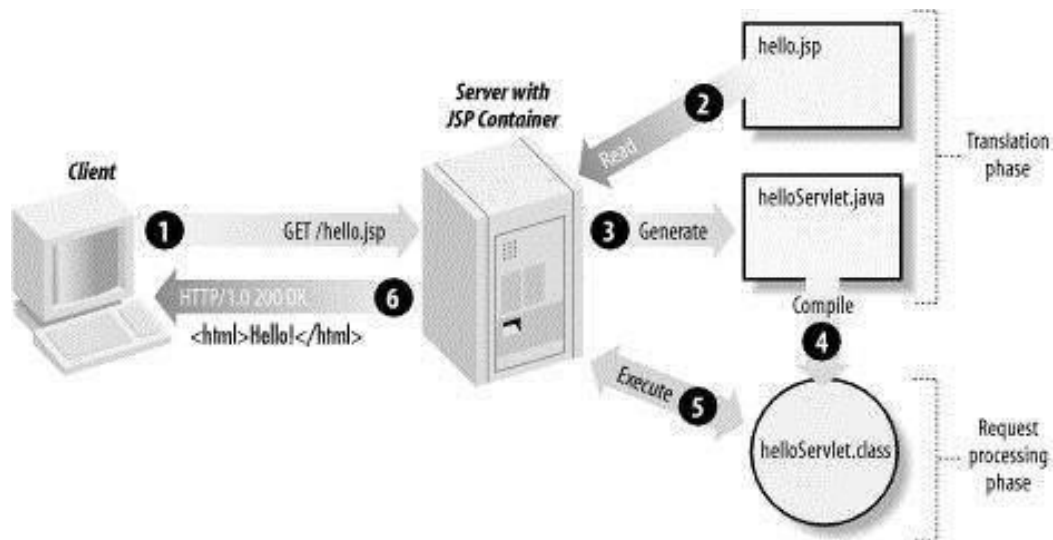 hello.jsp
Server with
JSP Container
2
Read
Translation
phase
Client
helloServlet.java
1
GET /hello.jsp
3
Generate
HTTP/1.0 200 OK
6
<html>Hello!</html>
Compile
4
Execute
5
helloServlet.class
Request
processing
phase